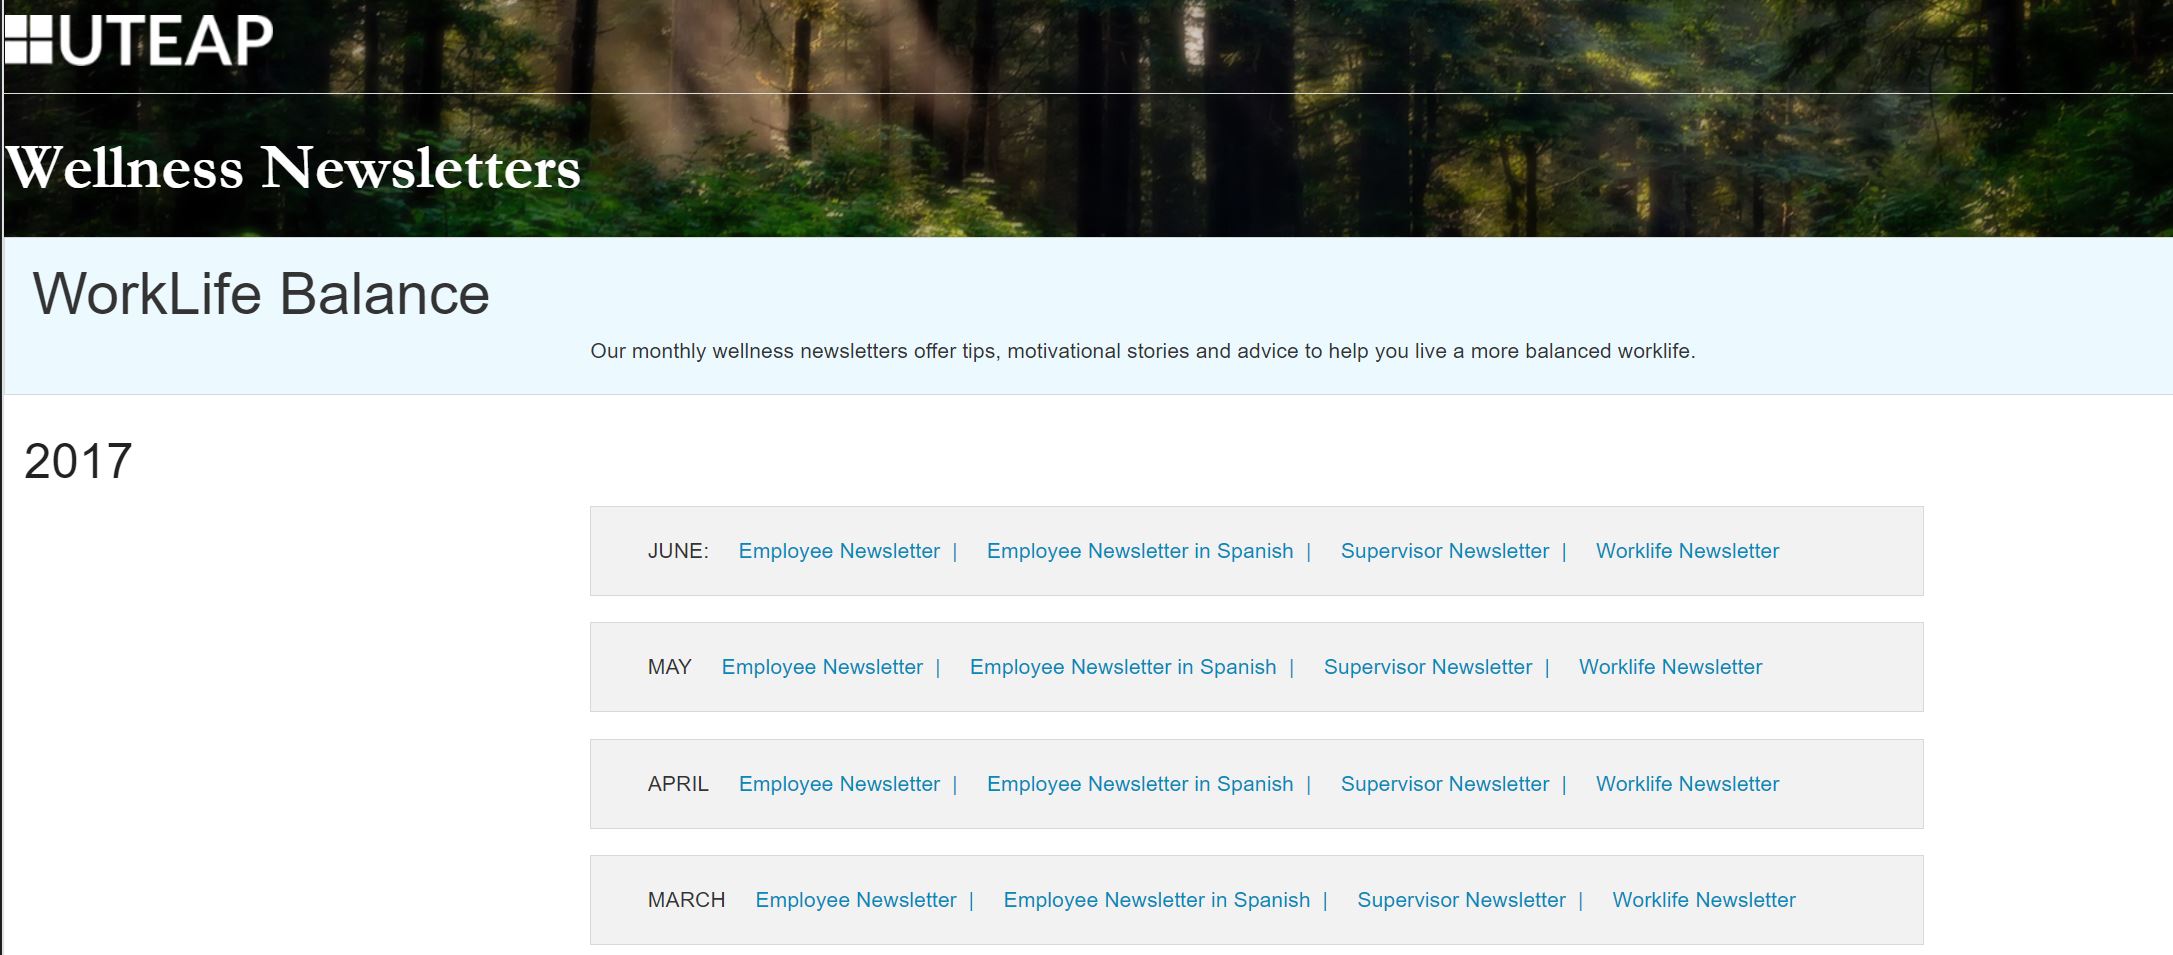 UTEAP
Wellness Newsletters
WorkLife Balance
Our monthly wellness newsletters offer tips, motivational stories and advice to help you live a more balanced worklife.
2017
JUNE: Employee Newsletter | Employee Newsletter in Spanish | Supervisor Newsletter | Worklife Newsletter
MAY Employee Newsletter | Employee Newsletter in Spanish | Supervisor Newsletter | Worklife Newsletter
APRIL Employee Newsletter | Employee Newsletter in Spanish | Supervisor Newsletter | Worklife Newsletter
MARCH Employee Newsletter | Employee Newsletter in Spanish | Supervisor Newsletter | Worklife Newsletter